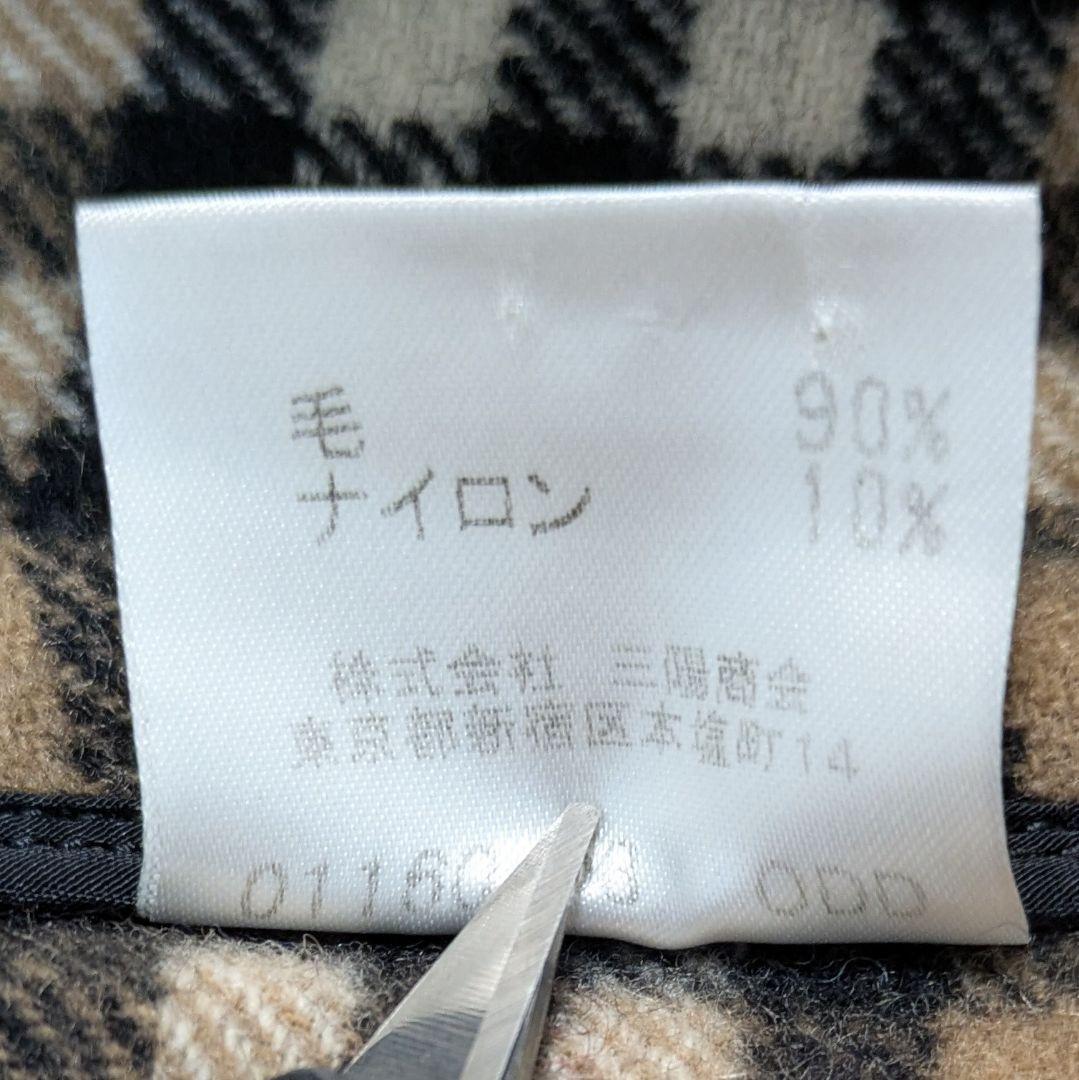 毛 90%
ナイロン 10%
株式会社 三陽商会
東京都新宿区本塩町14
ODD